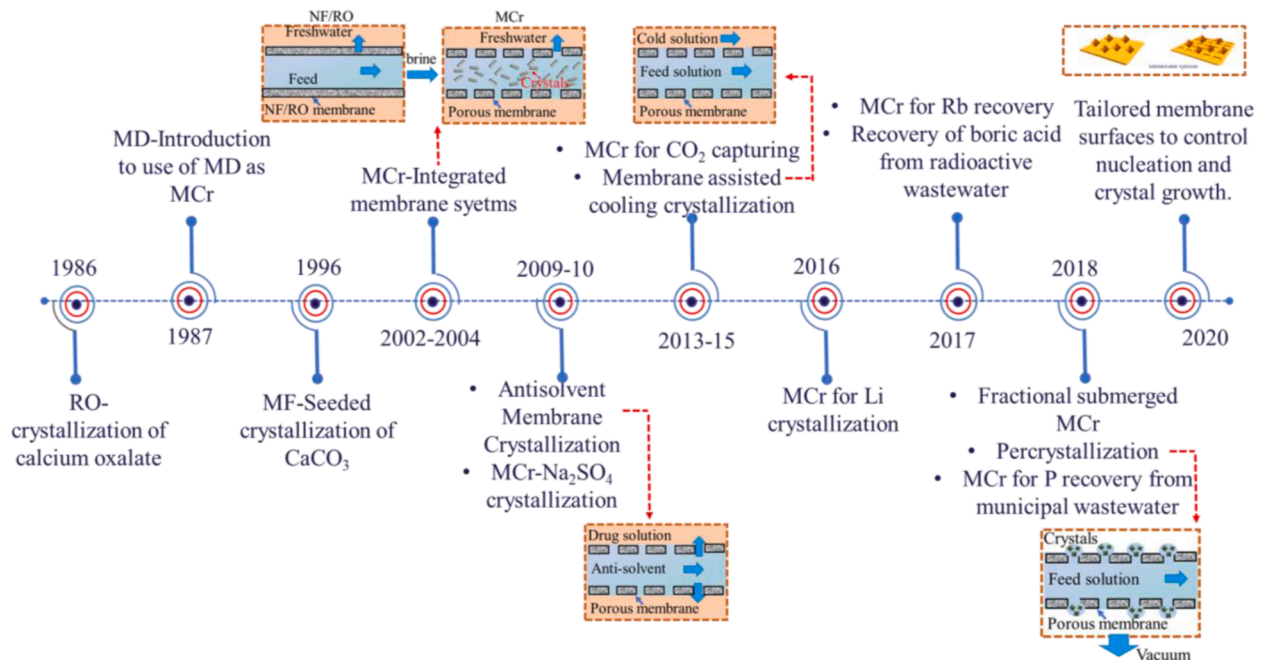 NF/RO
Freshwater
Feed
NF/RO membrane
brine
MCr
Freshwater
Crystals
Porous membrane
Cold solution
Feed solution
Porous membrane
MD-Introduction
to use of MD as
MCr
MCr-Integrated
membrane syetms
• MCr for CO₂ capturing
• Membrane assisted
cooling crystallization
• MCr for Rb recovery
• Recovery of boric acid
from radioactive
wastewater
Tailored membrane
surfaces to control
nucleation and
crystal growth.
1986
1987
1996
2002-2004
2009-10
2013-15
2016
2017
2018
2020
RO-
crystallization of
calcium oxalate
MF-Seeded
crystallization of
CaCO₃
• Antisolvent
Membrane
Crystallization
• MCr-Na₂SO₄
crystallization
MCr for Li
crystallization
• Fractional submerged
MCr
• Percrystallization
• MCr for P recovery from
municipal wastewater
Drug solution
Anti-solvent
Porous membrane
Crystals
Feed solution
Porous membrane
Vacuum